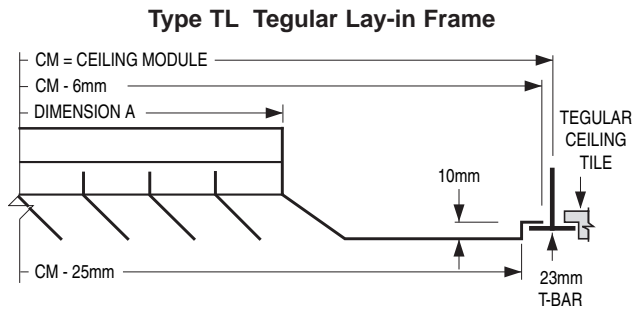 Type TL Tegular Lay-in Frame
CM = CEILING MODULE
CM - 6mm
DIMENSION A
TEGULAR
CEILING
TILE
10mm
CM - 25mm
23mm
T-BAR